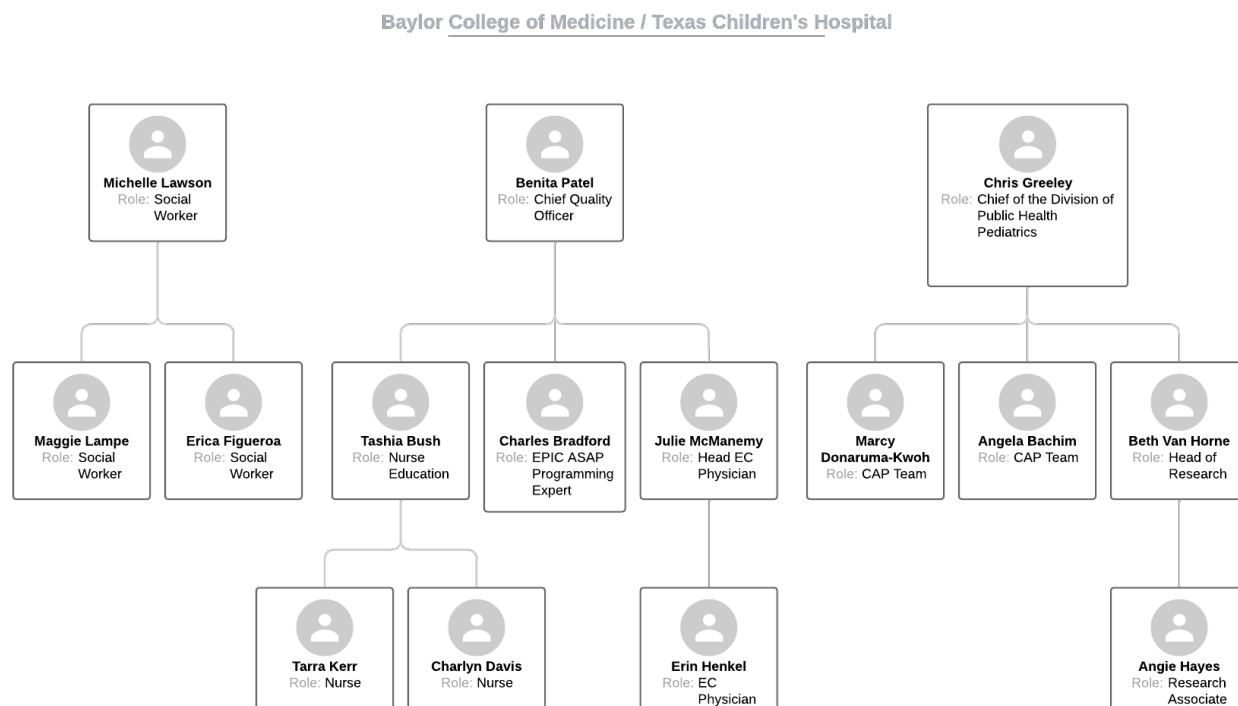 Baylor College of Medicine / Texas Children's Hospital
Michelle Lawson
Role: Social
Worker
Benita Patel
Role: Chief Quality
Officer
Chris Greeley
Role: Chief of the Division of
Public Health
Pediatrics
Maggie Lampe
Role: Social
Worker
Erica Figueroa
Role: Social
Worker
Tashia Bush
Role: Nurse
Education
Charles Bradford
Role: EPIC ASAP
Programming
Expert
Julie McManemy
Role: Head EC
Physician
Marcy
Donaruma-Kwoh
Role: CAP Team
Angela Bachim
Role: CAP Team
Beth Van Horne
Role: Head of
Research
Tarra Kerr
Role: Nurse
Charlyn Davis
Role: Nurse
Erin Henkel
Role: EC
Physician
Angie Hayes
Role: Research
Associate